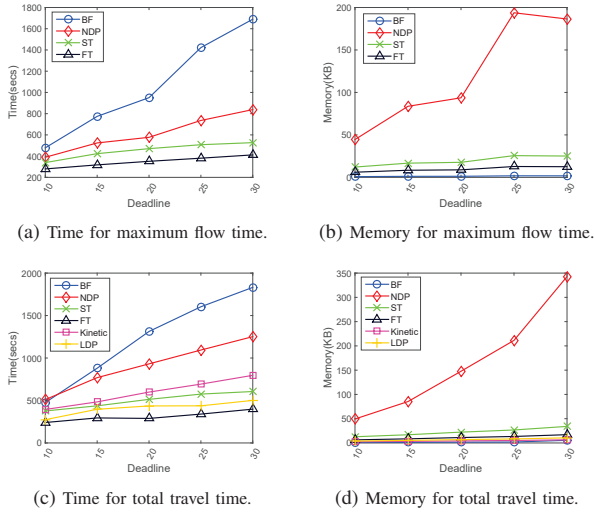 1800
1600
1400
1200
1000
800
600
400
200
Time(secs)
BF
NDP
ST
FT
10
15
20
25
30
Deadline
(a) Time for maximum flow time.
200
150
100
50
0
Memory(KB)
BF
NDP
ST
FT
10
15
20
25
30
Deadline
(b) Memory for maximum flow time.
2000
1500
1000
500
0
Time(secs)
BF
NDP
ST
FT
Kinetic
LDP
10
15
20
25
30
Deadline
(c) Time for total travel time.
350
300
250
200
150
100
50
0
Memory(KB)
BF
NDP
ST
FT
Kinetic
LDP
10
15
20
25
30
Deadline
(d) Memory for total travel time.